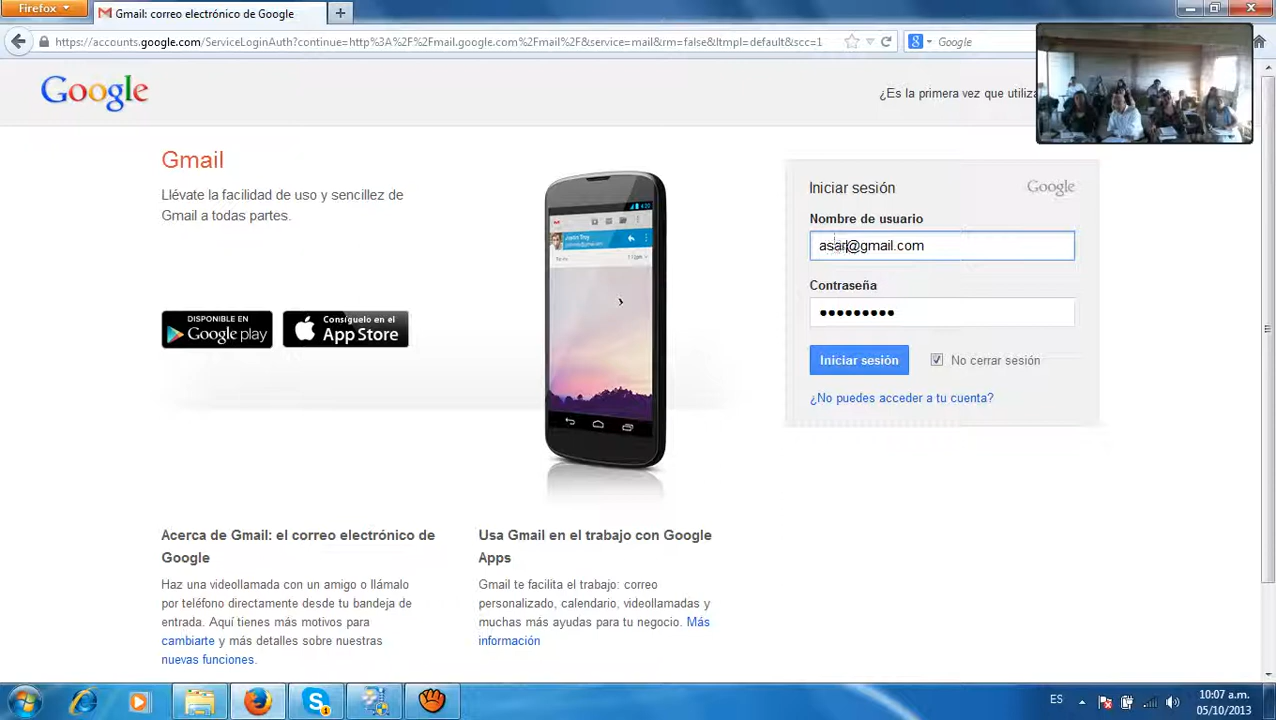 Firefox
Gmail: correo electrónico de Google
https://accounts.google.com/ServiceLoginAuth?continue=http%3A%2F%2Fmail.google.com%2Fmail%2F&service=mail&rm=false&ltmpl=default&scc=1
Google
Google
¿Es la primera vez que utiliza
Gmail
Llévate la facilidad de uso y sencillez de
Gmail a todas partes.
DISPONIBLE EN
Google play
Consíguelo en el
App Store
Iniciar sesión
Google
Nombre de usuario
asari@gmail.com
Contraseña
Iniciar sesión
No cerrar sesión
¿No puedes acceder a tu cuenta?
Acerca de Gmail: el correo electrónico de
Google
Haz una videollamada con un amigo o llámalo
por teléfono directamente desde tu bandeja de
entrada. Aquí tienes más motivos para
cambiarte y más detalles sobre nuestras
nuevas funciones.
Usa Gmail en el trabajo con Google
Apps
Gmail te facilita el trabajo: correo
personalizado, calendario, videollamadas y
muchas más ayudas para tu negocio. Más
información
ES
10:07 a.m.
05/10/2013